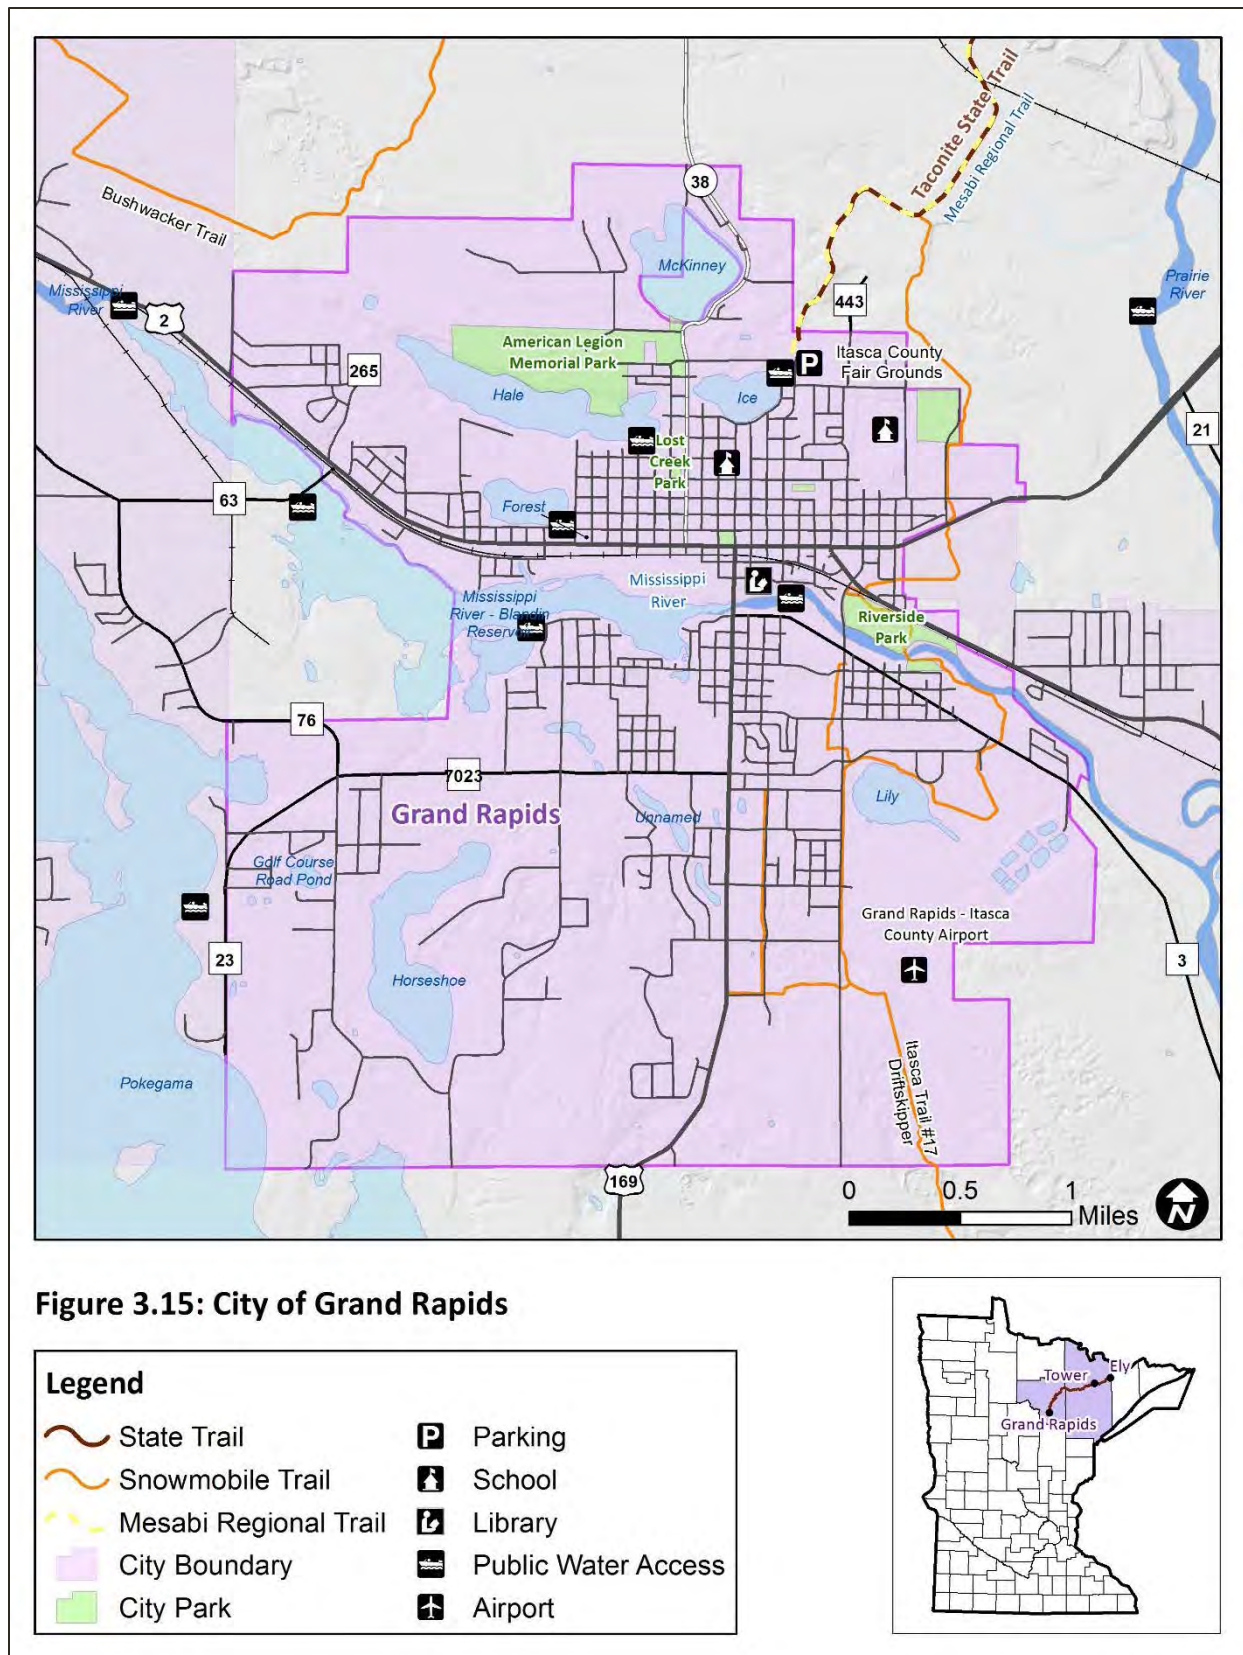 Taconite State Trail
Mesabi Regional Trail
38
Bushwacker Trail
McKinney
Prairie
River
Mississippi
River
2
443
American Legion
Memorial Park
Itasca County
Fair Grounds
P
265
Hale
Ice
21
Lost
Creek
Park
63
Forest
Mississippi
River
Mississippi
River - Blandin
Reservoir
Riverside
Park
76
7023
Grand Rapids
Unnamed
Lily
Golf Course
Road Pond
Grand Rapids - Itasca
County Airport
23
3
Horseshoe
Pokegama
Itasca Trail #17
Driftskipper
169
0 0.5 1
Miles
N
Figure 3.15: City of Grand Rapids
Legend
State Trail
Snowmobile Trail
Mesabi Regional Trail
City Boundary
City Park
P Parking
School
Library
Public Water Access
Airport
Ely
Tower
Grand Rapids